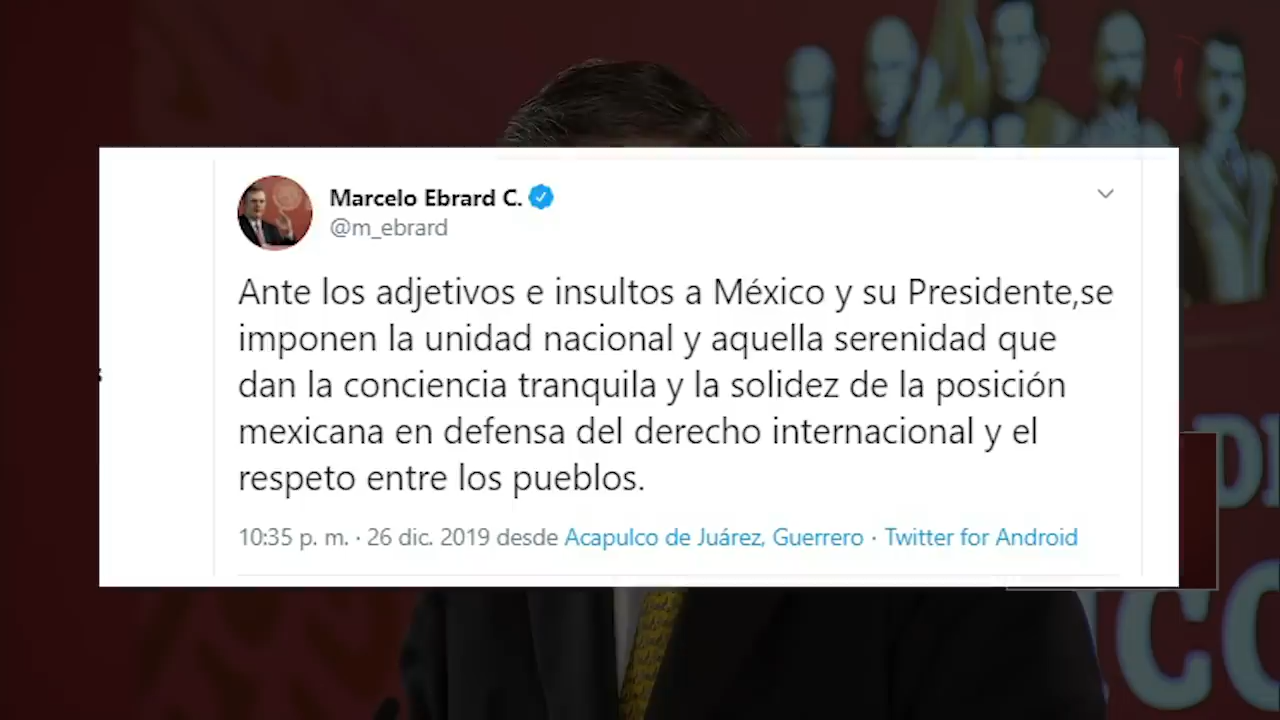 Marcelo Ebrard C.
@m_ebrard
Ante los adjetivos e insultos a México y su Presidente,se
imponen la unidad nacional y aquella serenidad que
dan la conciencia tranquila y la solidez de la posición
mexicana en defensa del derecho internacional y el
respeto entre los pueblos.
10:35 p. m. · 26 dic. 2019 desde Acapulco de Juárez, Guerrero · Twitter for Android